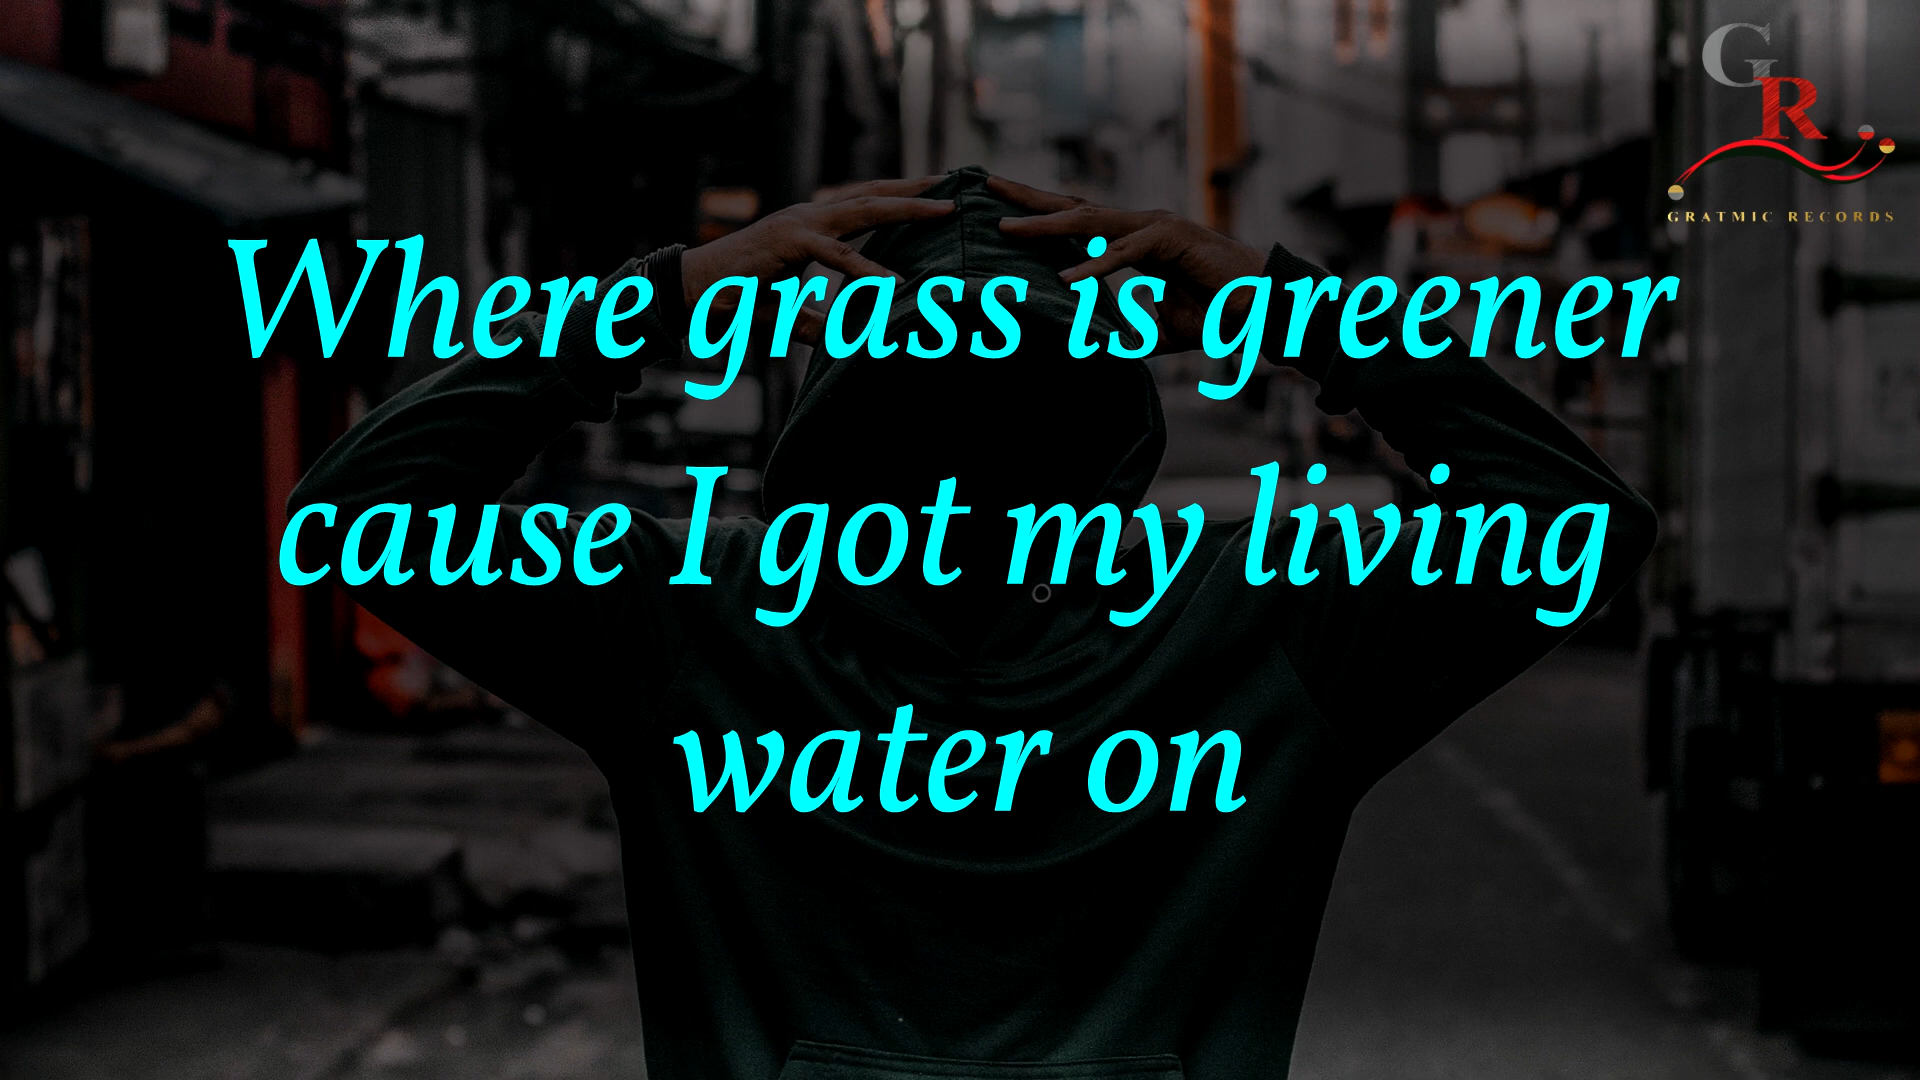 GR
GRATMIC RECORDS
Where grass is greener
cause I got my living
water on